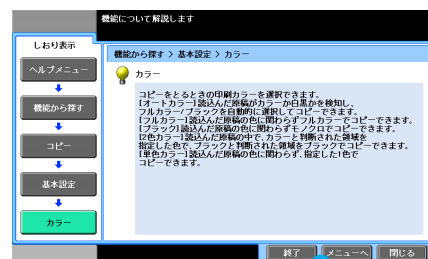 機能について解説します
しおり表示
機能から探す > 基本設定 > カラー
ヘルプメニュー
カラー
機能から探す
コピーをとるときの印刷カラーを選択できます。
[オートカラー]読込んだ原稿がカラーか白黒かを検知し、
フルカラー/ブラックを自動的に選択してコピーできます。
[フルカラー]読込んだ原稿の色に関わらずフルカラーでコピーできます。
[ブラック]読込んだ原稿の色に関わらずモノクロでコピーできます。
[2色カラー]読込んだ原稿の中で、カラーと判断された領域を
指定した色で、ブラックと判断された領域をブラックでコピーできます。
[単色カラー]読込んだ原稿の色に関わらず、指定した1色で
コピーできます。
コピー
基本設定
カラー
終了
メニューへ
閉じる